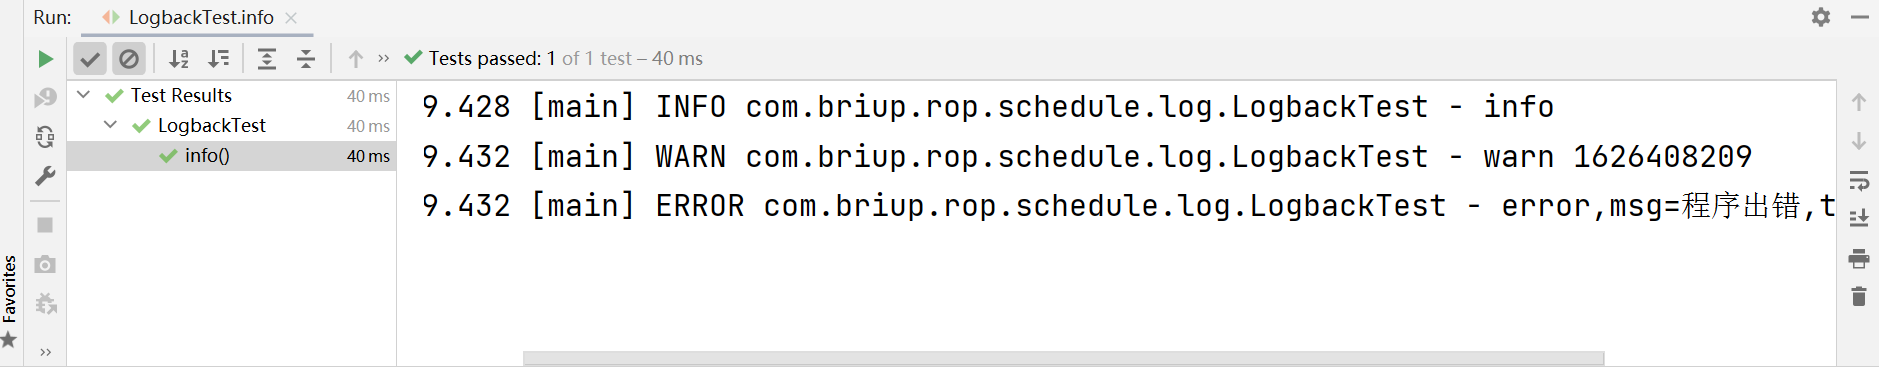 Run: LogbackTest.info
Tests passed: 1 of 1 test – 40 ms
Test Results 40 ms
LogbackTest 40 ms
info() 40 ms
9.428 [main] INFO com.briup.rop.schedule.log.LogbackTest - info
9.432 [main] WARN com.briup.rop.schedule.log.LogbackTest - warn 1626408209
9.432 [main] ERROR com.briup.rop.schedule.log.LogbackTest - error,msg=程序出错,t
Favorites